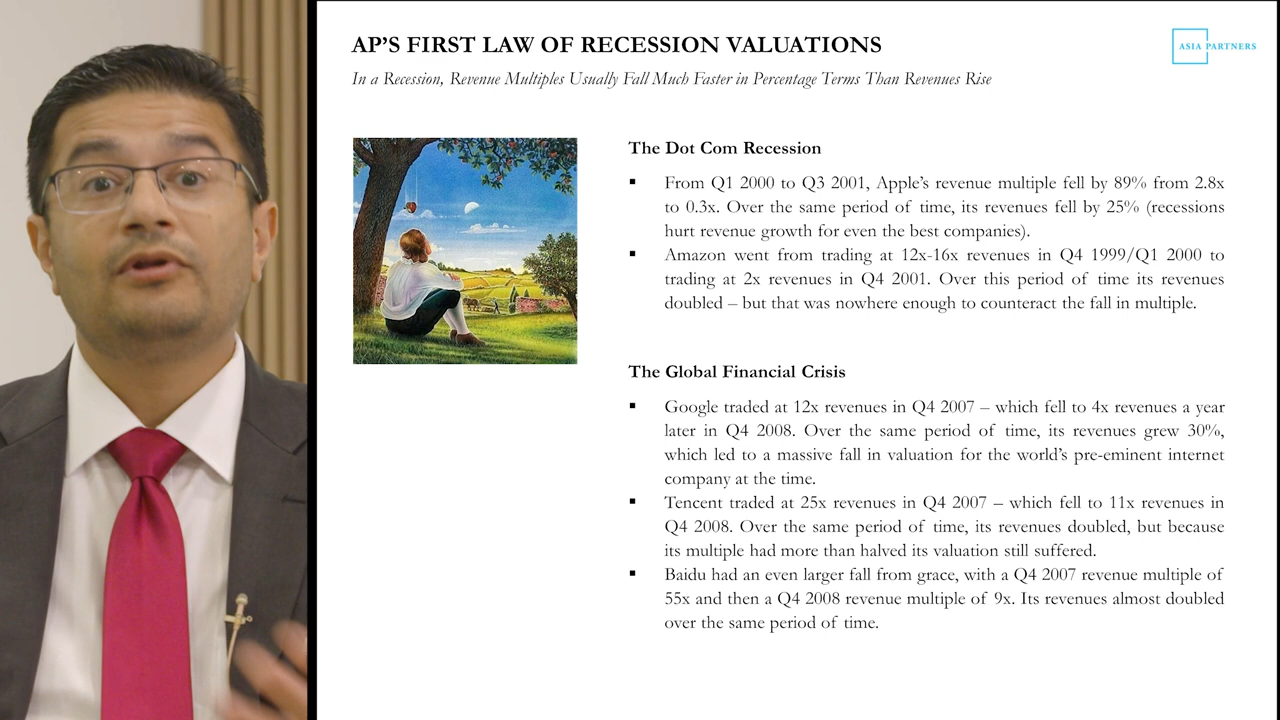 AP'S FIRST LAW OF RECESSION VALUATIONS
ASIA PARTNERS
In a Recession, Revenue Multiples Usually Fall Much Faster in Percentage Terms Than Revenues Rise
The Dot Com Recession
▪ From Q1 2000 to Q3 2001, Apple's revenue multiple fell by 89% from 2.8x
to 0.3x. Over the same period of time, its revenues fell by 25% (recessions
hurt revenue growth for even the best companies).
▪ Amazon went from trading at 12x-16x revenues in Q4 1999/Q1 2000 to
trading at 2x revenues in Q4 2001. Over this period of time its revenues
doubled – but that was nowhere enough to counteract the fall in multiple.
The Global Financial Crisis
▪ Google traded at 12x revenues in Q4 2007 – which fell to 4x revenues a year
later in Q4 2008. Over the same period of time, its revenues grew 30%,
which led to a massive fall in valuation for the world's pre-eminent internet
company at the time.
▪ Tencent traded at 25x revenues in Q4 2007 – which fell to 11x revenues in
Q4 2008. Over the same period of time, its revenues doubled, but because
its multiple had more than halved its valuation still suffered.
▪ Baidu had an even larger fall from grace, with a Q4 2007 revenue multiple of
55x and then a Q4 2008 revenue multiple of 9x. Its revenues almost doubled
over the same period of time.